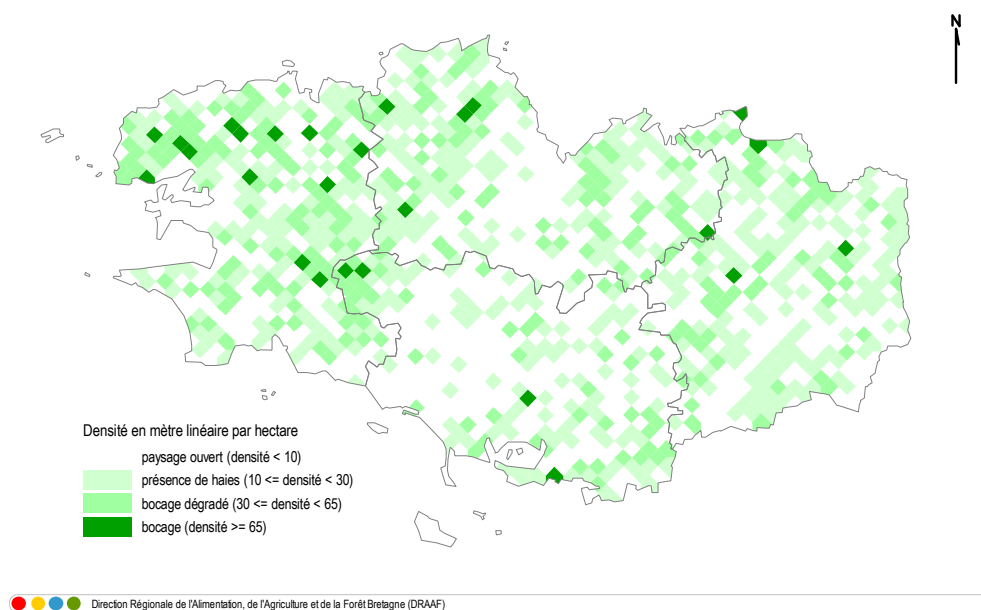 N
Densité en mètre linéaire par hectare
paysage ouvert (densité < 10)
présence de haies (10 <= densité < 30)
bocage dégradé (30 <= densité < 65)
bocage (densité >= 65)
Direction Régionale de l'Alimentation, de l'Agriculture et de la Forêt Bretagne (DRAAF)